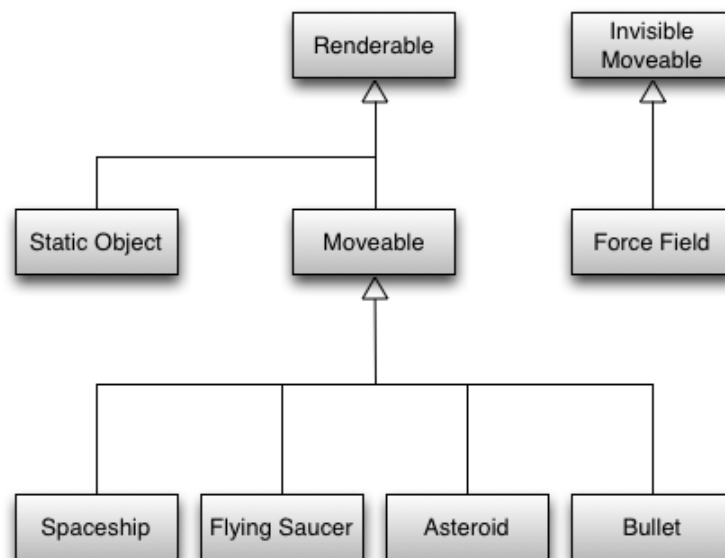 Renderable
Invisible
Moveable
Static Object
Moveable
Force Field
Spaceship
Flying Saucer
Asteroid
Bullet